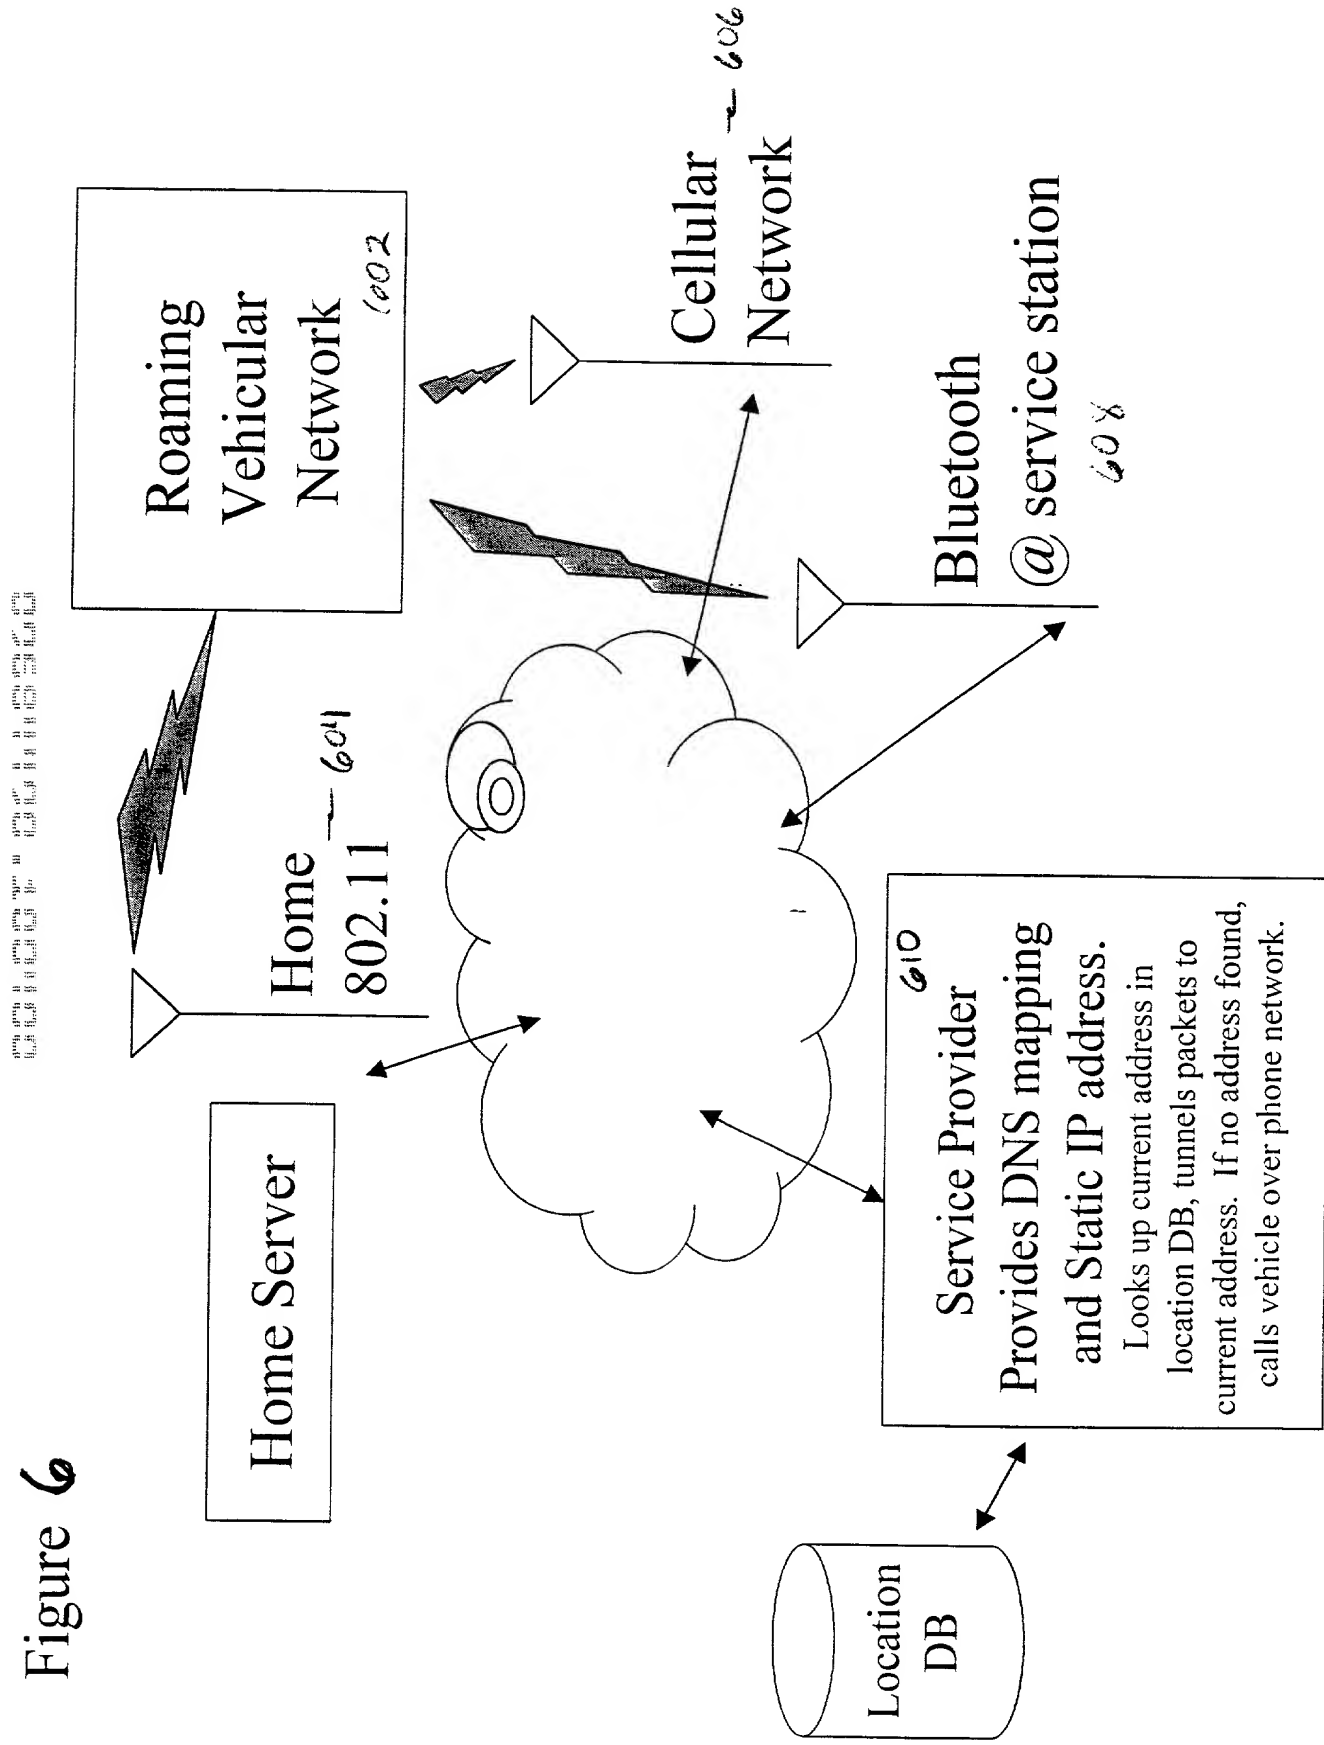 Figure 6
Roaming
Vehicular
Network
602
Home
802.11
604
Home Server
Cellular
Network
606
Bluetooth
@ service station
608
610
Service Provider
Provides DNS mapping
and Static IP address.
Looks up current address in
location DB, tunnels packets to
current address. If no address found,
calls vehicle over phone network.
Location
DB